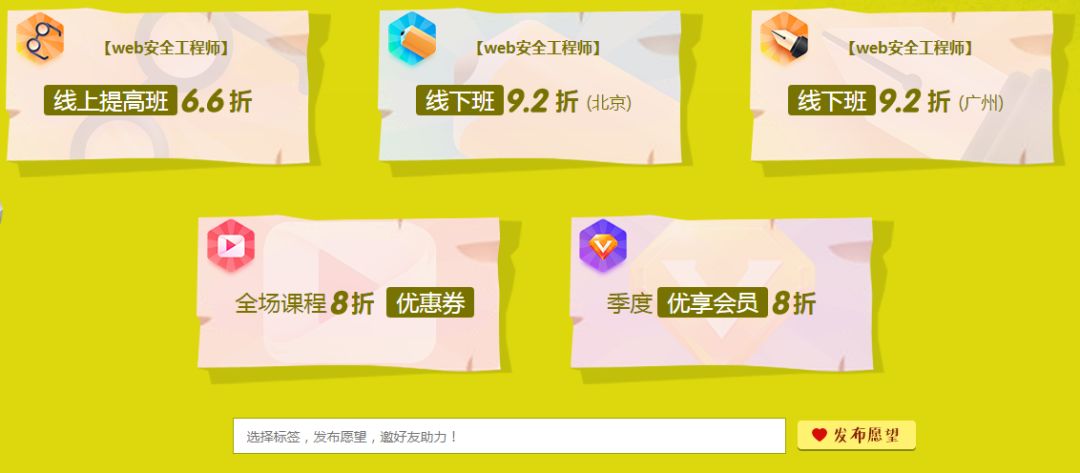 【web安全工程师】
线上提高班 6.6 折
【web安全工程师】
线下班 9.2 折 (北京)
【web安全工程师】
线下班 9.2 折 (广州)
全场课程 8 折 优惠券
季度 优享会员 8 折
选择标签，发布愿望，邀好友助力！
发布愿望